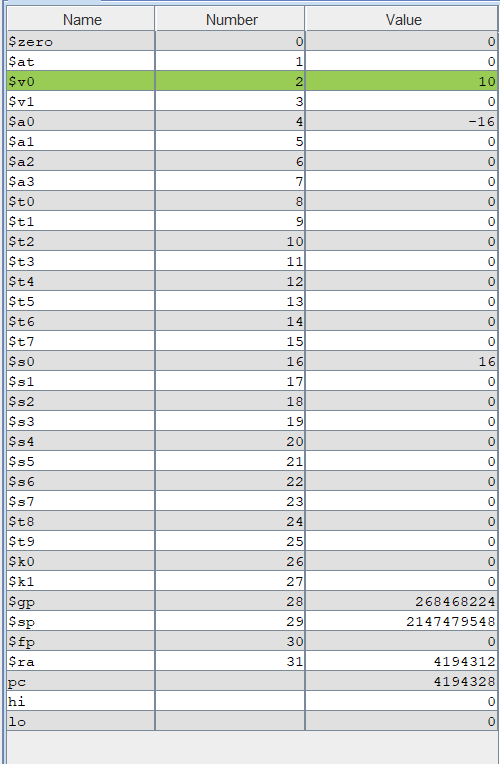 Name Number Value
$zero 0 0
$at 1 0
$v0 2 10
$v1 3 0
$a0 4 -16
$a1 5 0
$a2 6 0
$a3 7 0
$t0 8 0
$t1 9 0
$t2 10 0
$t3 11 0
$t4 12 0
$t5 13 0
$t6 14 0
$t7 15 0
$s0 16 16
$s1 17 0
$s2 18 0
$s3 19 0
$s4 20 0
$s5 21 0
$s6 22 0
$s7 23 0
$t8 24 0
$t9 25 0
$k0 26 0
$k1 27 0
$gp 28 268468224
$sp 29 2147479548
$fp 30 0
$ra 31 4194312
pc 4194328
hi 0
lo 0